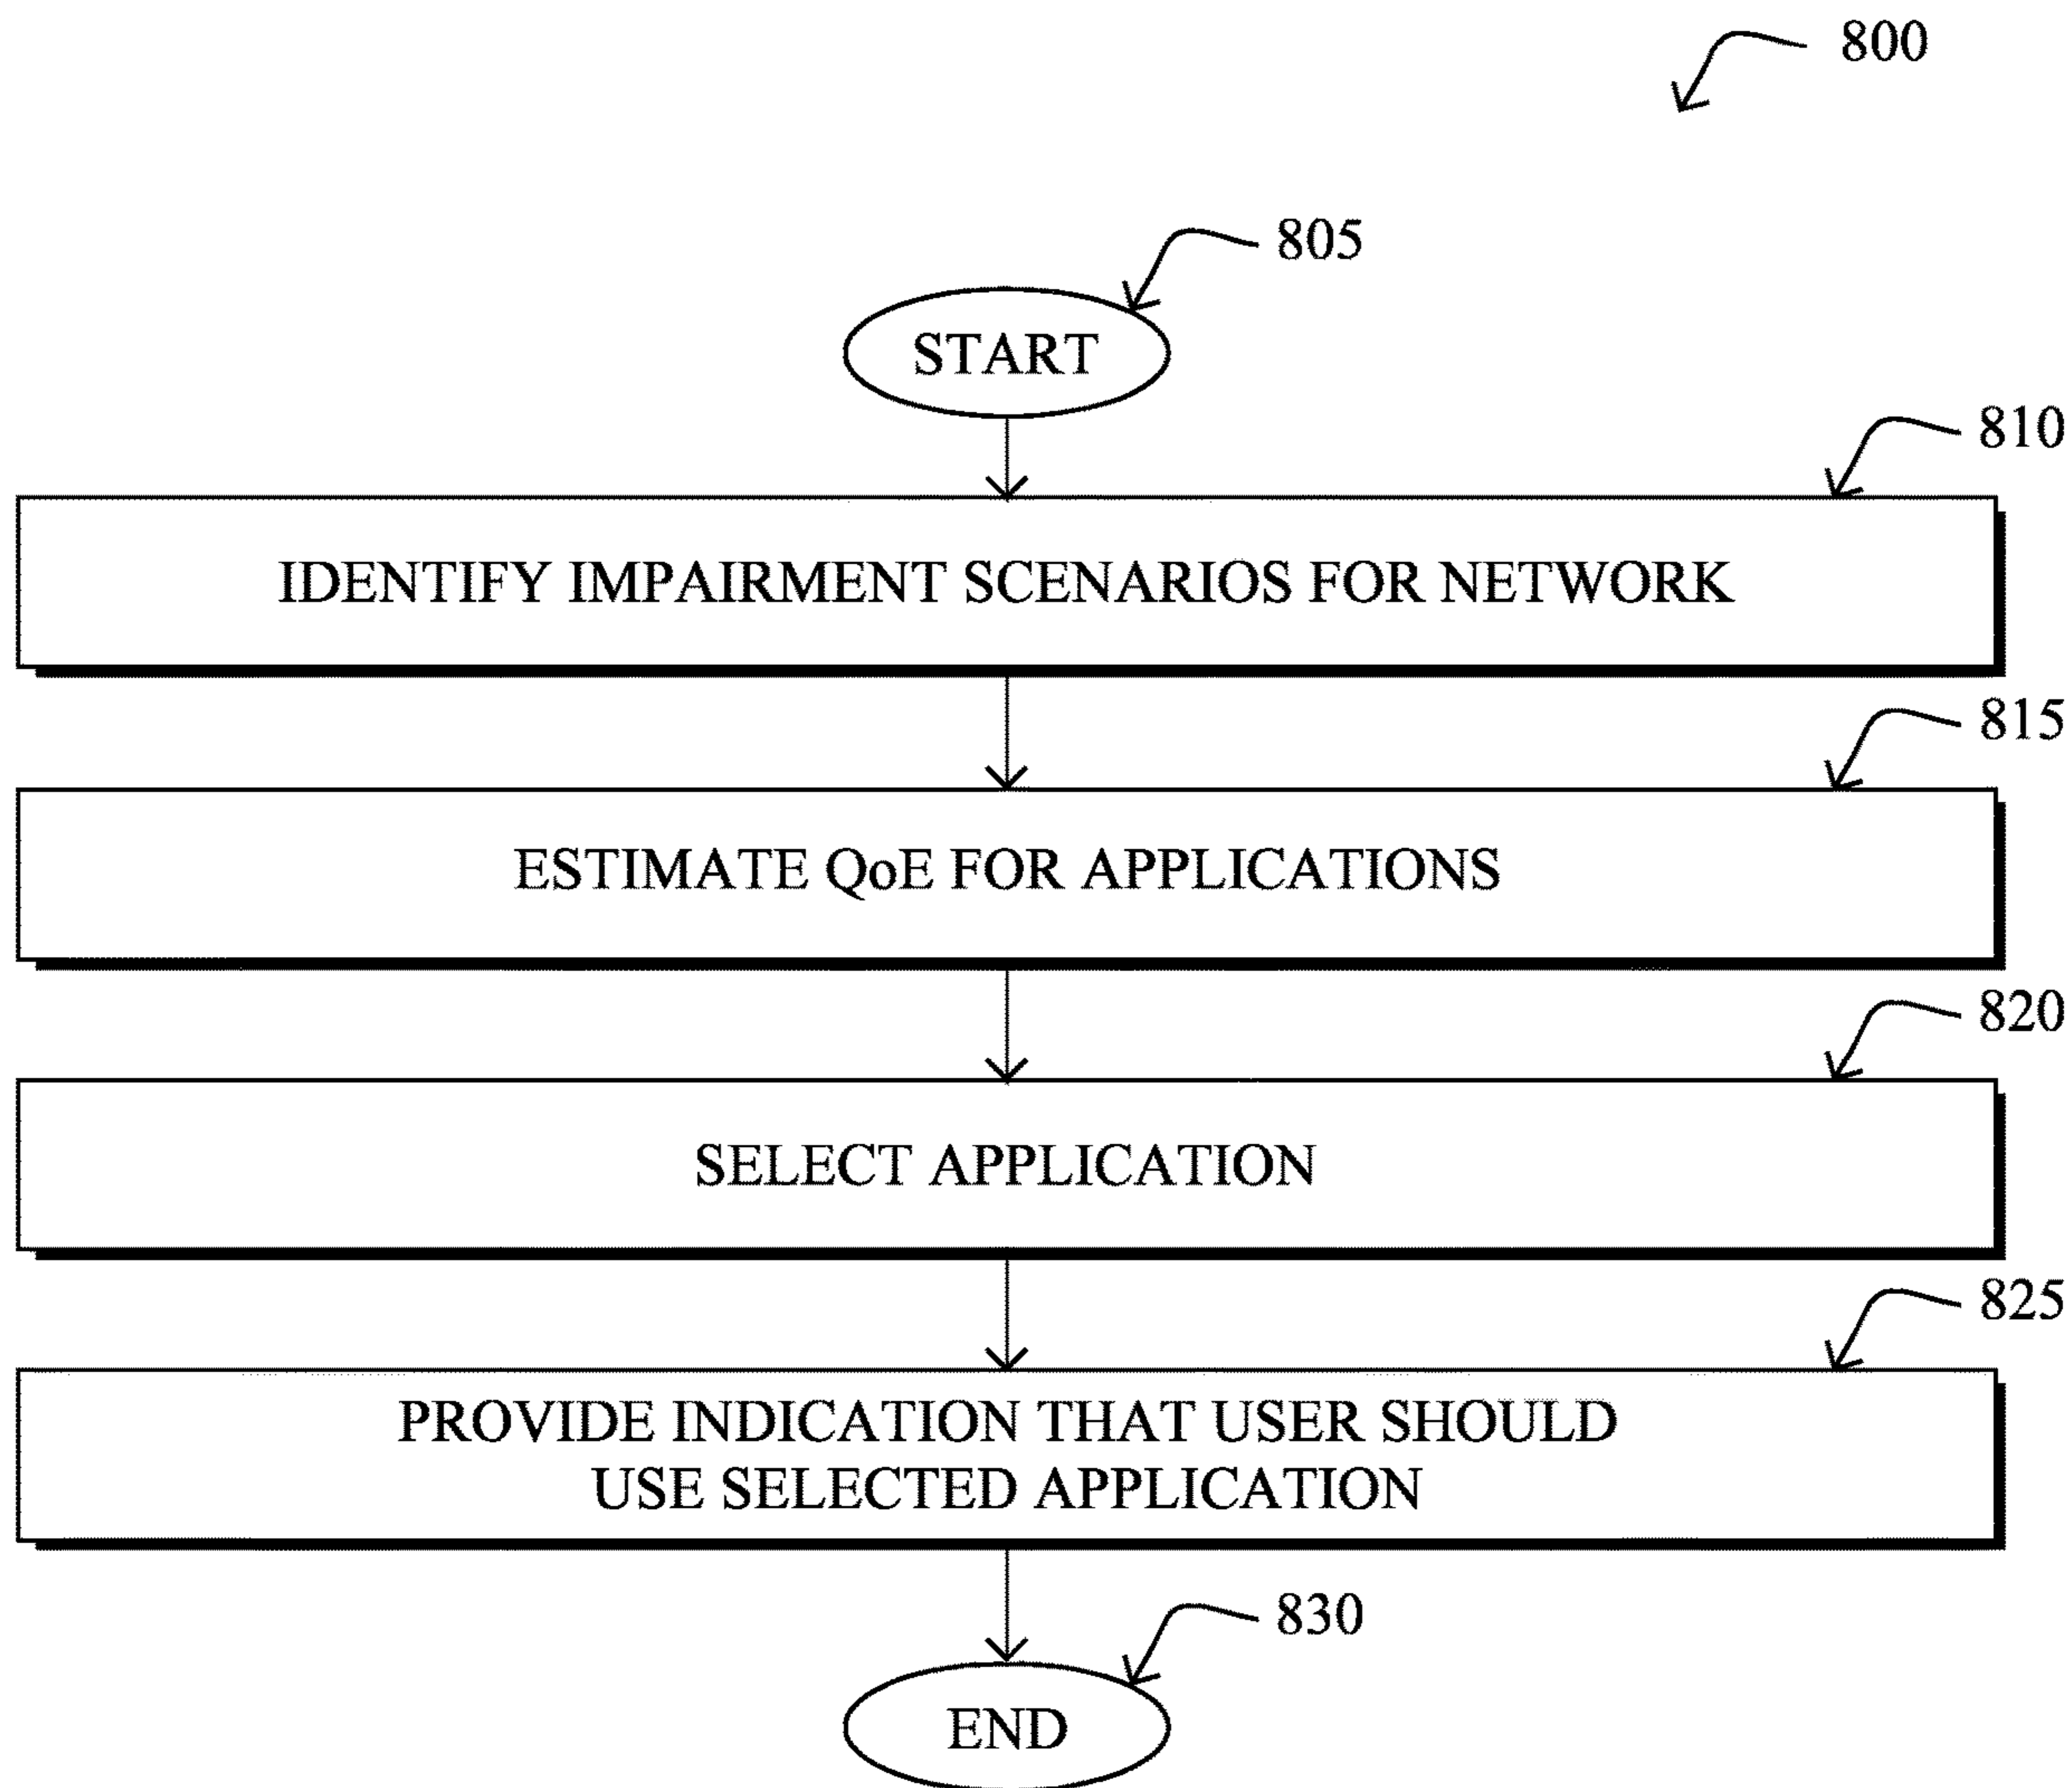 800
805
START
810
IDENTIFY IMPAIRMENT SCENARIOS FOR NETWORK
815
ESTIMATE QoE FOR APPLICATIONS
820
SELECT APPLICATION
825
PROVIDE INDICATION THAT USER SHOULD
USE SELECTED APPLICATION
830
END